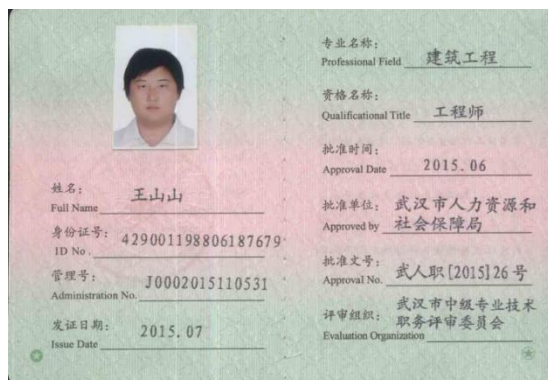 姓名：
Full Name 王山山
身份证号：
ID No. 429001198806187679
管理号：
Administration No. J0002015110531
发证日期：
Issue Date 2015.07
专业名称：
Professional Field 建筑工程
资格名称：
Qualificational Title 工程师
批准时间：
Approval Date 2015.06
批准单位： 武汉市人力资源和
Approved by 社会保障局
批准文号：
Approval No. 武人职[2015]26号
评审组织： 武汉市中级专业技术
Evaluation Organization 职务评审委员会